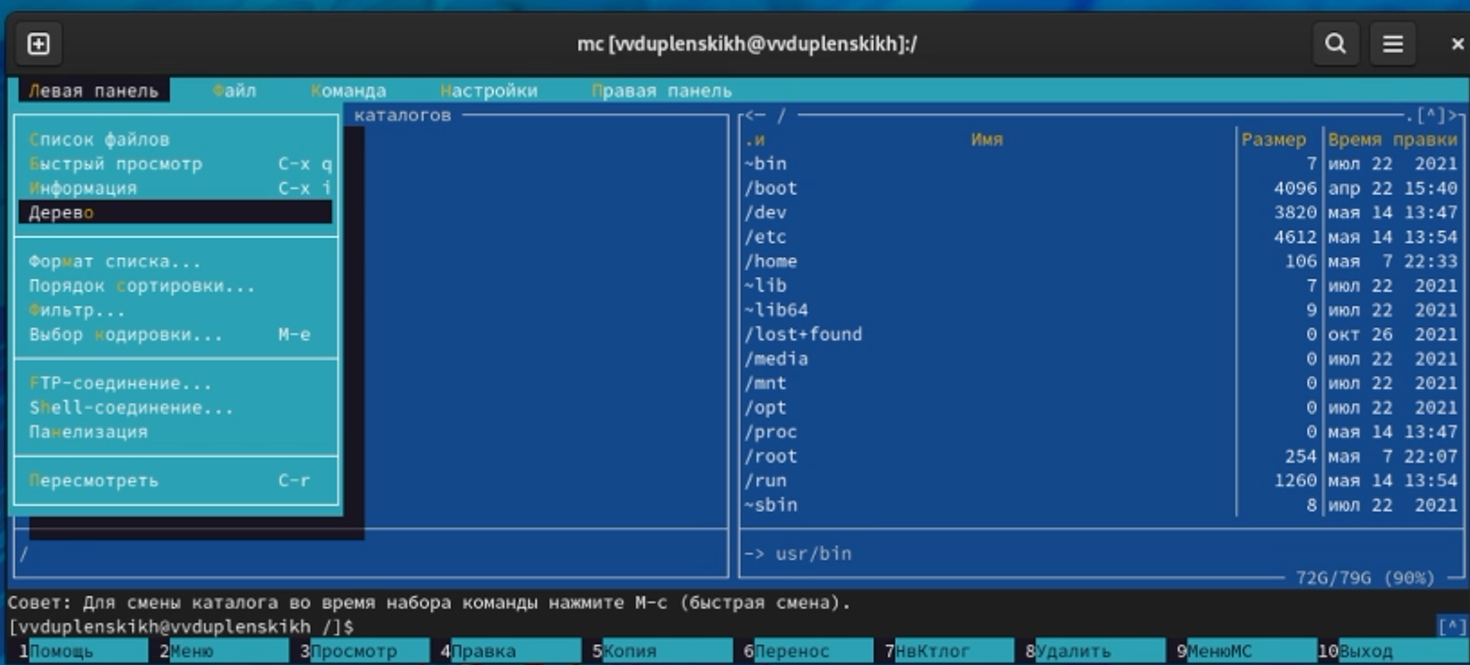 mc [vvduplenskikh@vvduplenskikh]:/
Левая панель Файл Команда Настройки Правая панель
каталогов
Список файлов
Быстрый просмотр C-x q
Информация C-x i
Дерево
Формат списка...
Порядок сортировки...
Фильтр...
Выбор кодировки... M-e
FTP-соединение...
Shell-соединение...
Панелизация
Пересмотреть C-r
/
<- / .[^]>
.и Имя Размер Время правки
~bin 7 июл 22 2021
/boot 4096 апр 22 15:40
/dev 3820 мая 14 13:47
/etc 4612 мая 14 13:54
/home 106 мая 7 22:33
~lib 7 июл 22 2021
~lib64 9 июл 22 2021
/lost+found 0 окт 26 2021
/media 0 июл 22 2021
/mnt 0 июл 22 2021
/opt 0 июл 22 2021
/proc 0 мая 14 13:47
/root 254 мая 7 22:07
/run 1260 мая 14 13:54
~sbin 8 июл 22 2021
-> usr/bin
72G/79G (90%)
Совет: Для смены каталога во время набора команды нажмите M-c (быстрая смена).
[vvduplenskikh@vvduplenskikh /]$ [^]
1Помощь 2Меню 3Просмотр 4Правка 5Копия 6Перенос 7НвКтлог 8Удалить 9МенюMC 10Выход